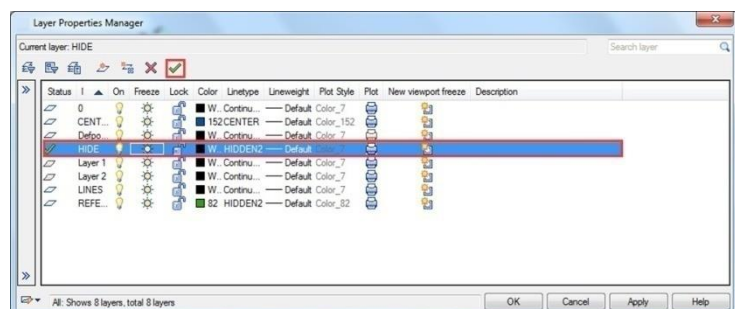 Layer Properties Manager
Current layer: HIDE
Search layer
Status I On Freeze Lock Color Linetype Lineweight Plot Style Plot New viewport freeze Description
0 W.. Continu... Default Color_7
CENT... 152 CENTER Default Color_152
Defpo... W.. Continu... Default Color_7
HIDE W.. HIDDEN2 Default
Layer 1 W.. Continu... Default Color_7
Layer 2 W.. Continu... Default Color_7
LINES W.. Continu... Default Color_7
REFE... 82 HIDDEN2 Default Color_82
All: Shows 8 layers, total 8 layers
OK Cancel Apply Help